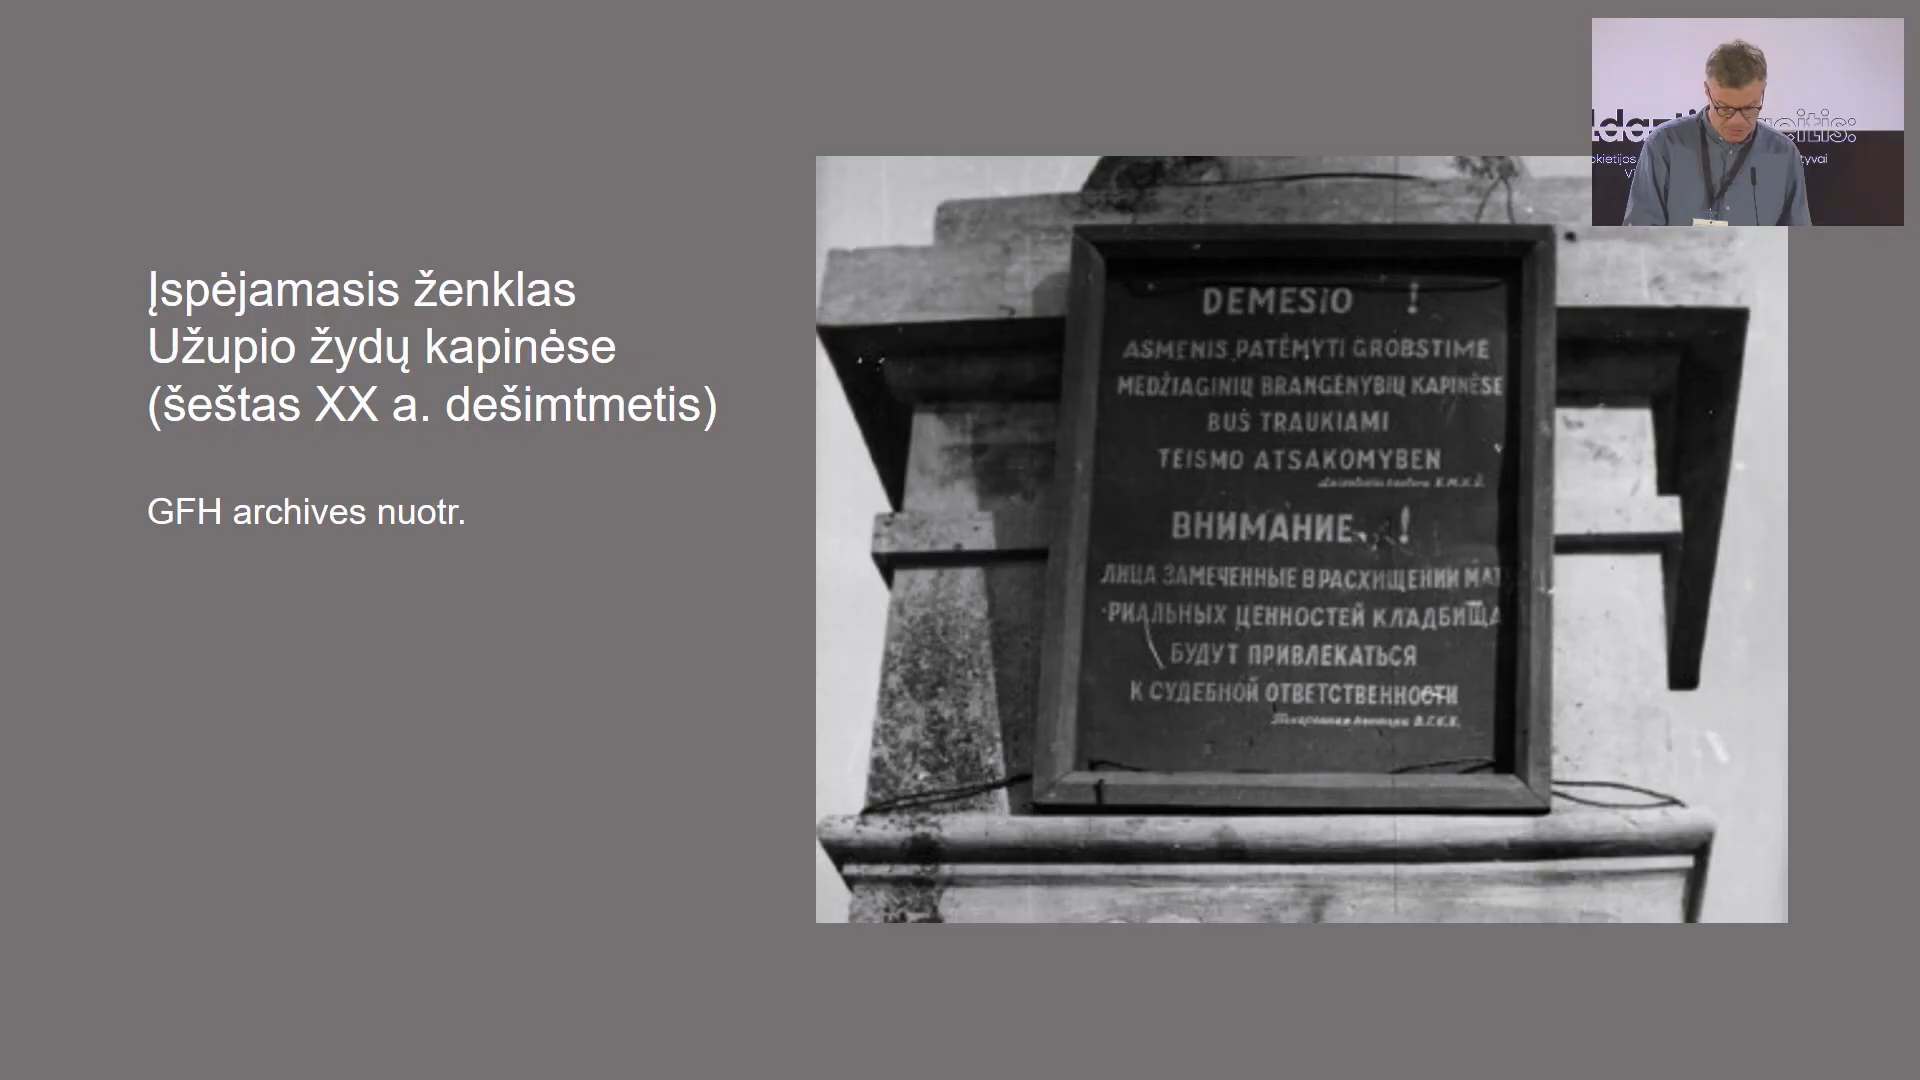 Įspėjamasis ženklas
Užupio žydų kapinėse
(šeštas XX a. dešimtmetis)
GFH archives nuotr.
DEMESIO !
ASMENIS PATĖMYTI GROBSTIME
MEDŽIAGINIŲ BRANGENYBIŲ KAPINĖSE
BUS TRAUKIAMI
TEISMO ATSAKOMYBEN
ВНИМАНИЕ !
ЛИЦА ЗАМЕЧЕННЫЕ В РАСХИЩЕНИИ МАТ
РИАЛЬНЫХ ЦЕННОСТЕЙ КЛАДБИЩА
БУДУТ ПРИВЛЕКАТЬСЯ
К СУДЕБНОЙ ОТВЕТСТВЕННОСТИ